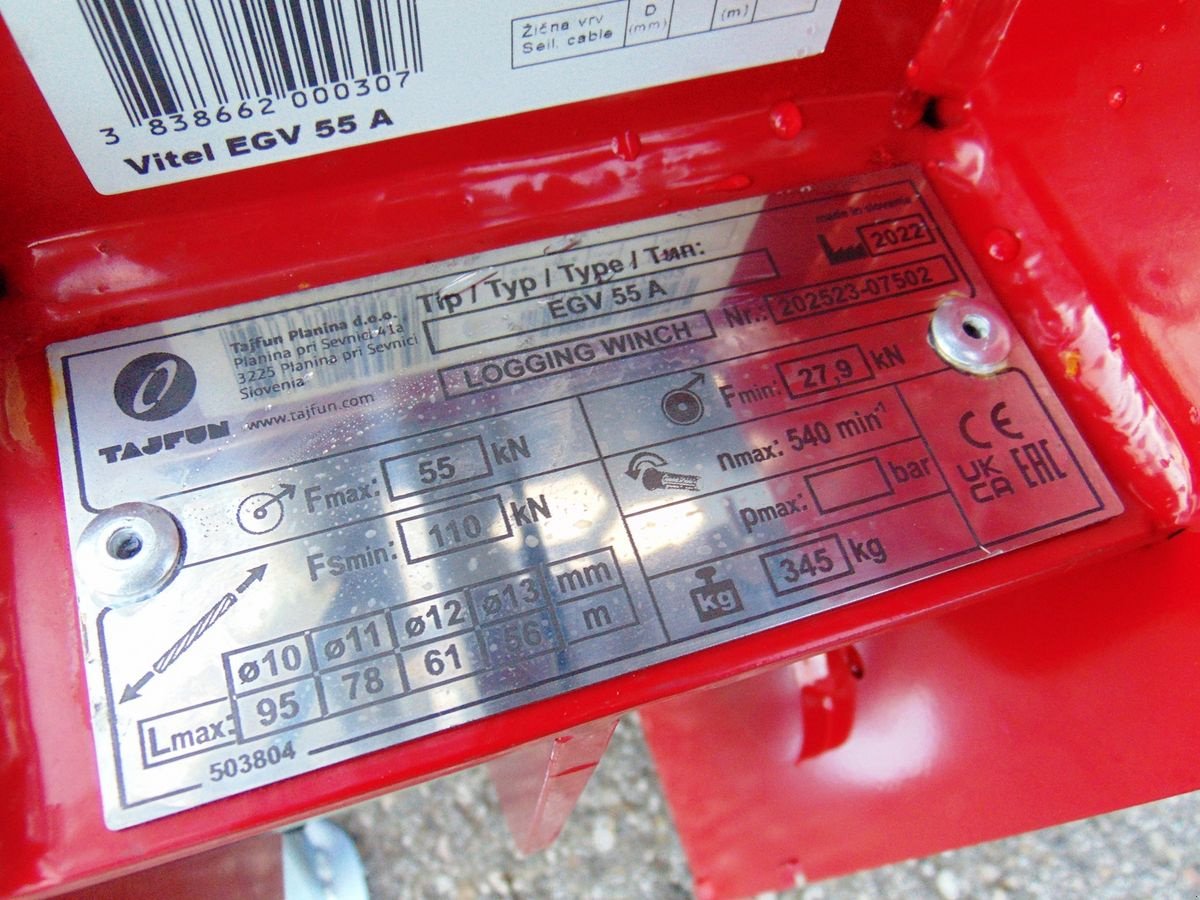 Žična vrv
Seil. cable
D
(mm)
(m)
3 838662 000307
Vitel EGV 55 A
TAJFUN
Tajfun Planina d.o.o.
Planina pri Sevnici 41a
3225 Planina pri Sevnici
Slovenia
www.tajfun.com
Tip / Typ / Type / Тип:
EGV 55 A
LOGGING WINCH
made in slovenia
2022
Nr.: 202523-07502
Fmax: 55 kN
Fmin: 27,9 kN
Fsmin: 110 kN
nmax: 540 min-1
pmax: bar
kg 345 kg
CE
UK
CA
EAC
ø10 ø11 ø12 ø13 mm
Lmax: 95 78 61 56 m
503804